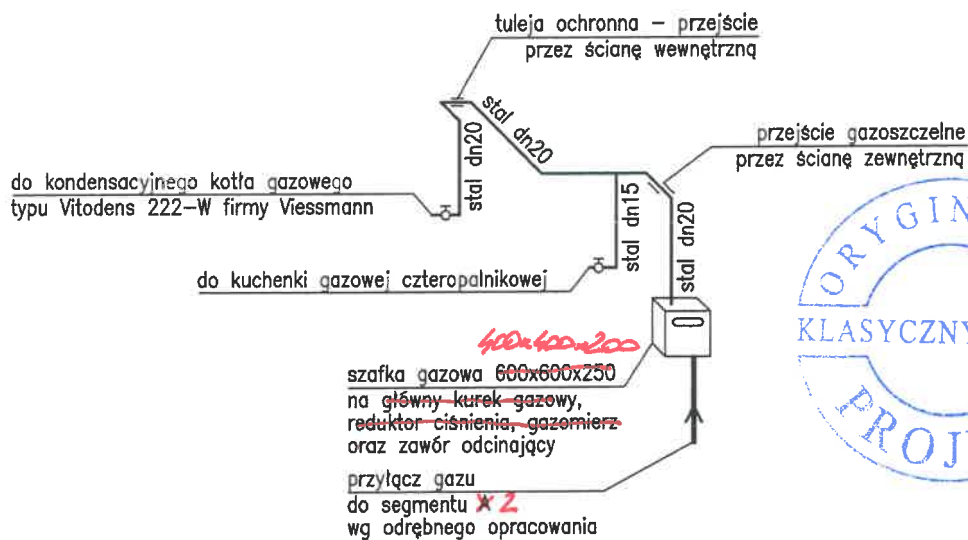 tuleja ochronna – przejście
przez ścianę wewnętrzną
stal dn20
stal dn20
przejście gazoszczelne
przez ścianę zewnętrzną
do kondensacyjnego kotła gazowego
typu Vitodens 222–W firmy Viessmann
stal dn15
stal dn20
do kuchenki gazowej czteropalnikowej
ORYGIN
KLASYCZNY
PROJ
400x400x200
szafka gazowa 600x600x250
na główny kurek gazowy,
reduktor ciśnienia, gazomierz
oraz zawór odcinający
przyłącz gazu
do segmentu A 2
wg odrębnego opracowania